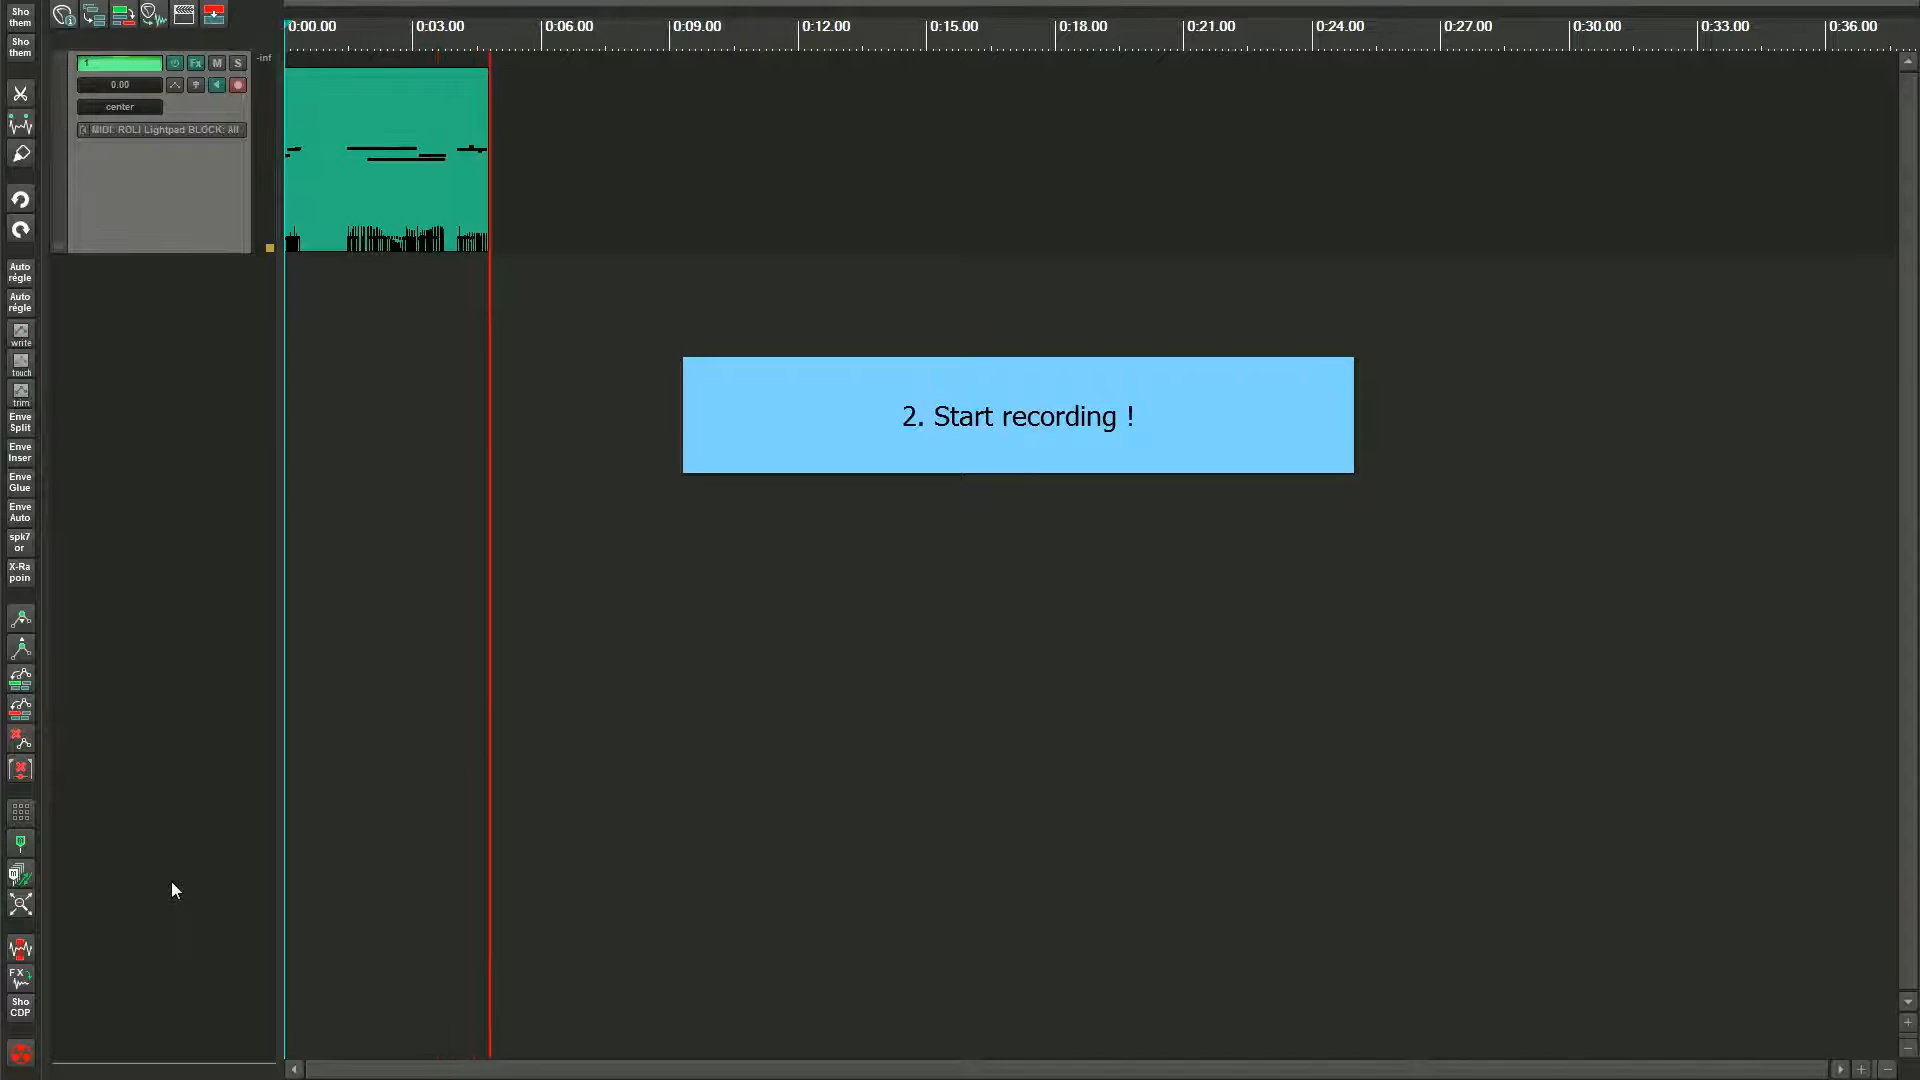 Sho
them
Sho
them
0:00.00
0:03.00
0:06.00
0:09.00
0:12.00
0:15.00
0:18.00
0:21.00
0:24.00
0:27.00
0:30.00
0:33.00
0:36.00
1
Fx
M
S
-inf
0.00
center
MIDI: ROLI Lightpad BLOCK: All
2. Start recording !
Auto
régle
Auto
régle
write
touch
trim
Enve
Split
Enve
Inser
Enve
Glue
Enve
Auto
spk7
or
X-Ra
poin
FX
Sho
CDP